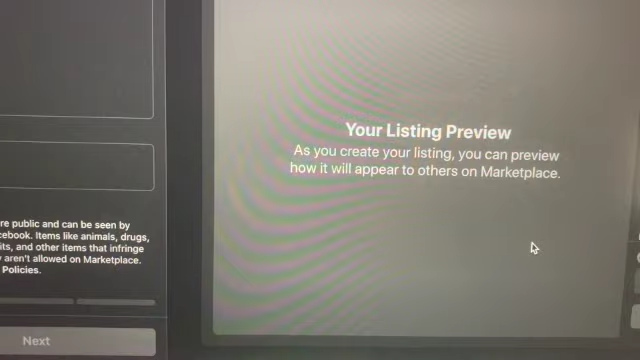 Your Listing Preview
As you create your listing, you can preview
how it will appear to others on Marketplace.
re public and can be seen by
cebook. Items like animals, drugs,
its, and other items that infringe
aren't allowed on Marketplace.
Policies.
Next